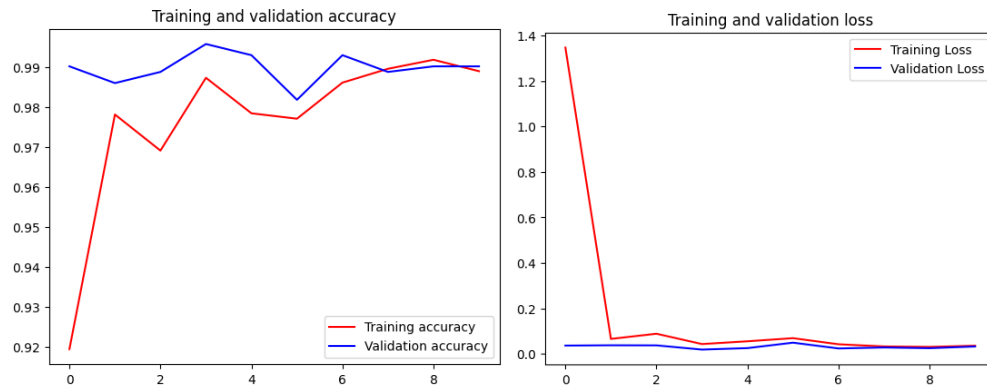 Training and validation accuracy
0.99
0.98
0.97
0.96
0.95
0.94
0.93
0.92
0 2 4 6 8
Training accuracy
Validation accuracy
Training and validation loss
1.4
1.2
1.0
0.8
0.6
0.4
0.2
0.0
0 2 4 6 8
Training Loss
Validation Loss